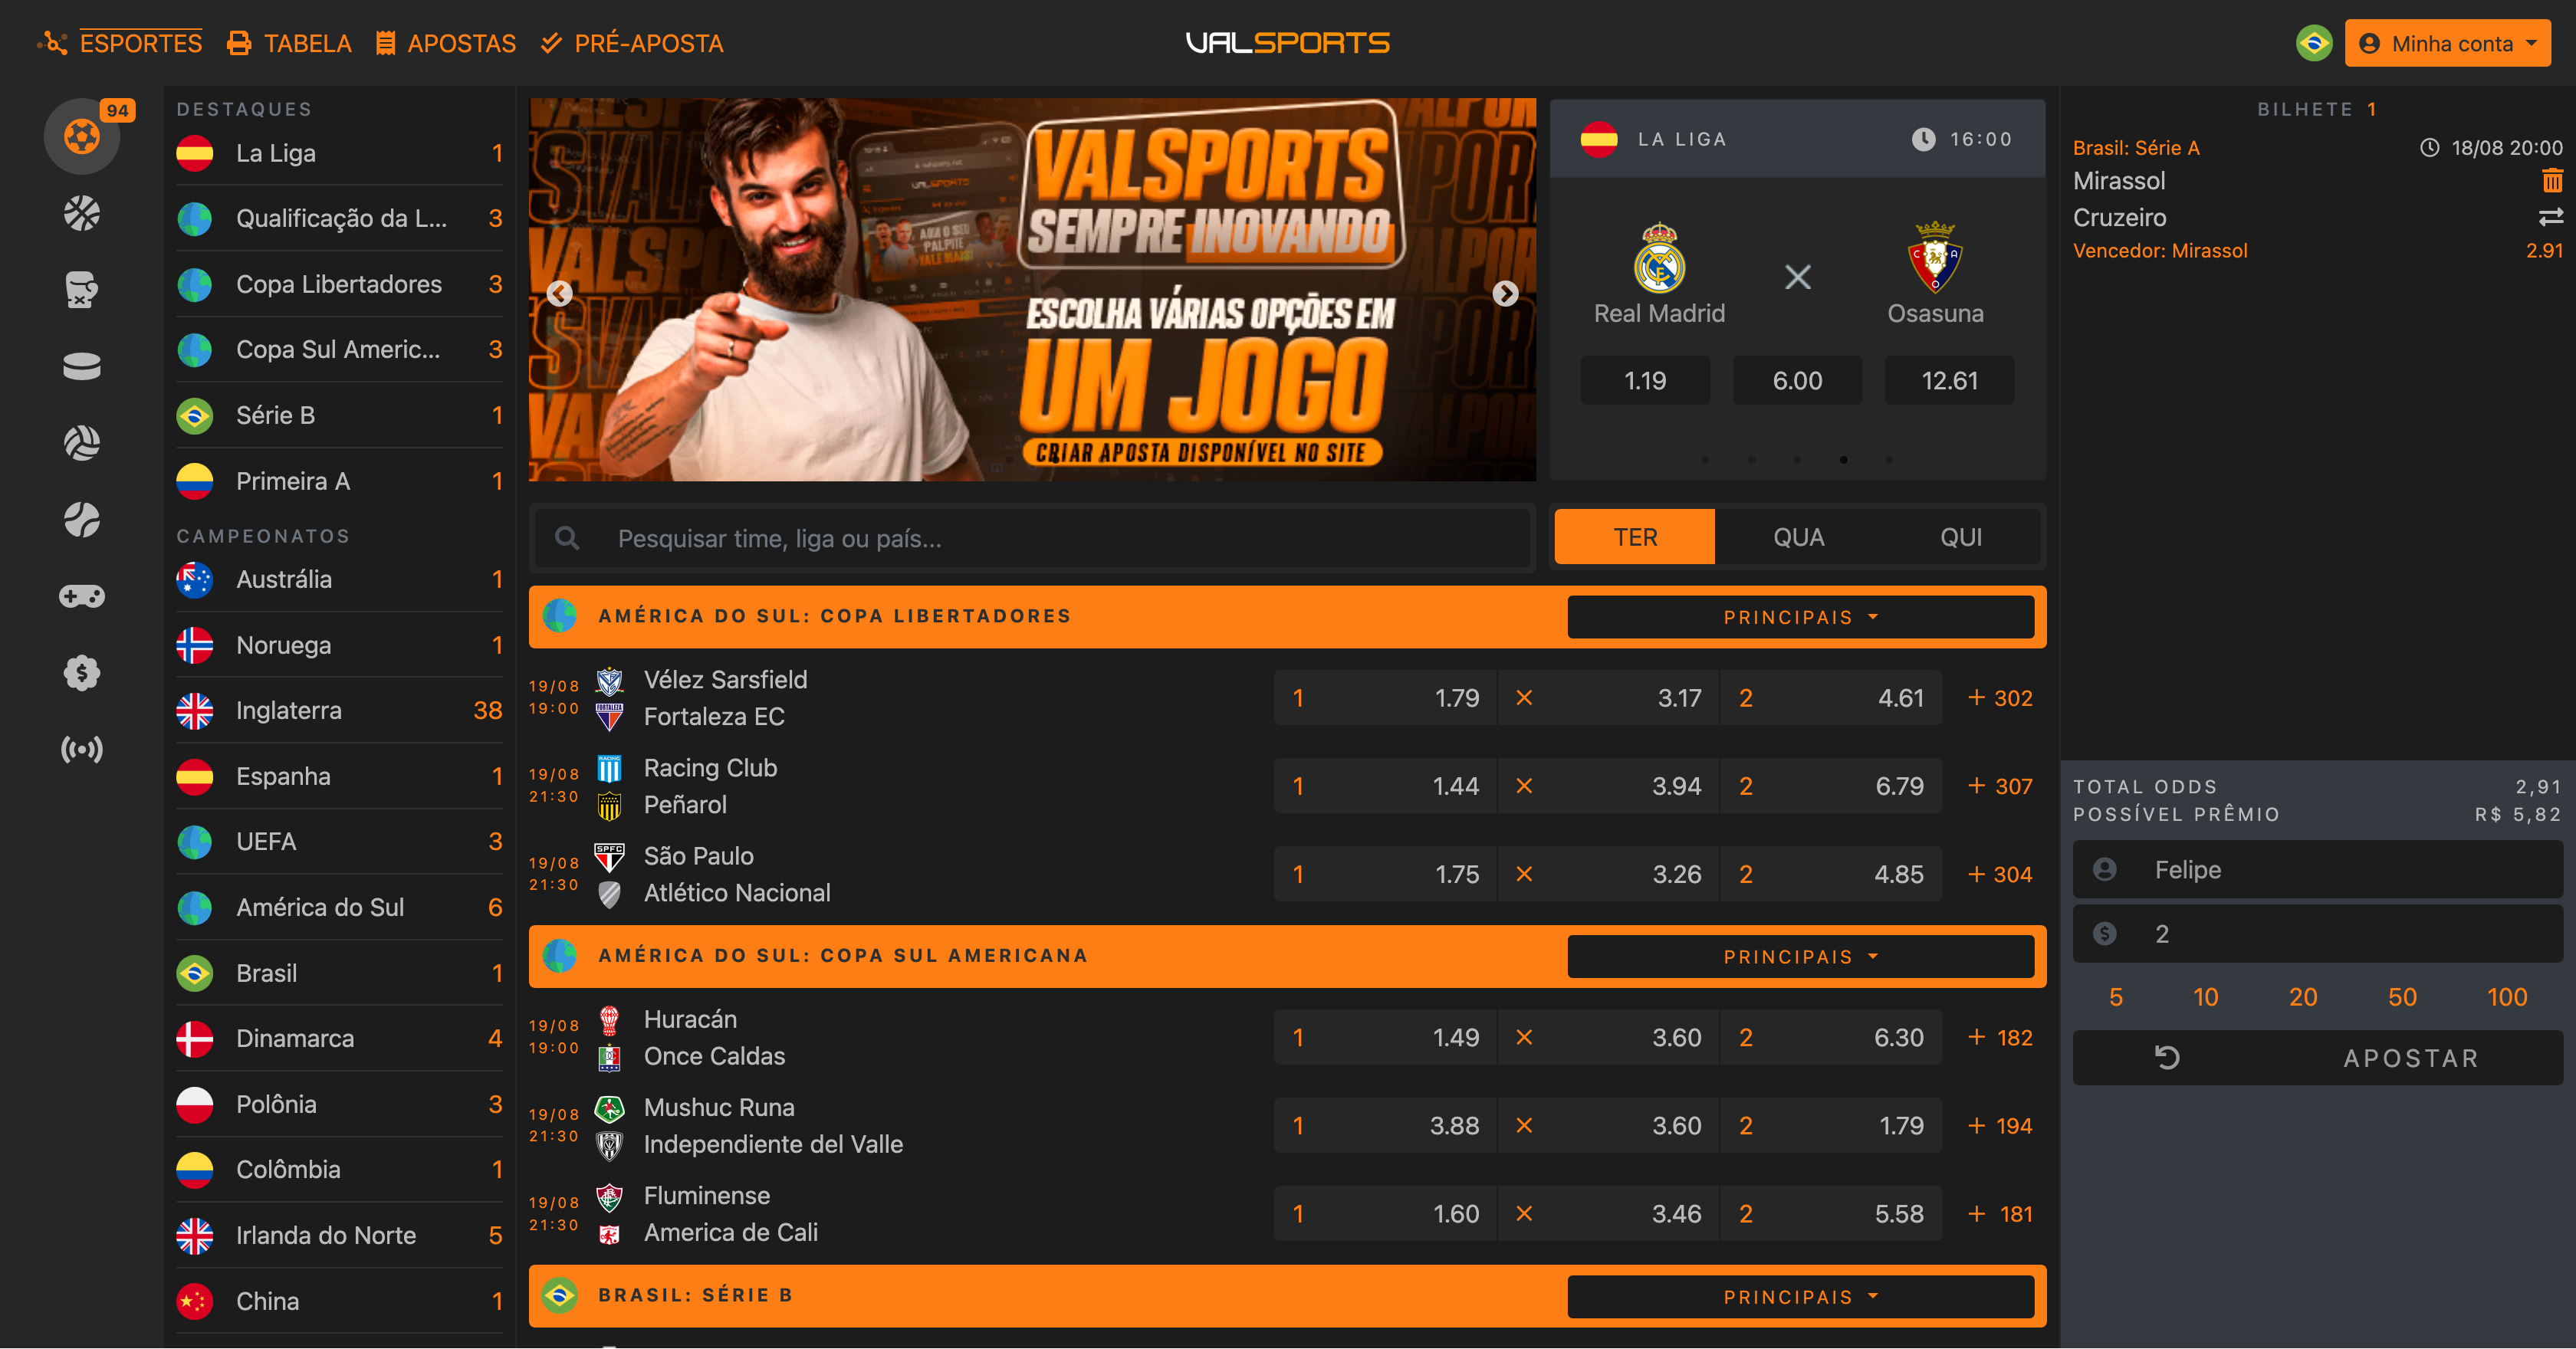 ESPORTES TABELA APOSTAS PRÉ-APOSTA
VALSPORTS
Minha conta
94
DESTAQUES
La Liga 1
Qualificação da L... 3
Copa Libertadores 3
Copa Sul Americ... 3
Série B 1
Primeira A 1
CAMPEONATOS
Austrália 1
Noruega 1
Inglaterra 38
Espanha 1
UEFA 3
América do Sul 6
Brasil 1
Dinamarca 4
Polônia 3
Colômbia 1
Irlanda do Norte 5
China 1
VALSPORTS
SEMPRE INOVANDO
ESCOLHA VÁRIAS OPÇÕES EM
UM JOGO
CRIAR APOSTA DISPONÍVEL NO SITE
LA LIGA 16:00
Real Madrid Osasuna
1.19 6.00 12.61
Pesquisar time, liga ou país...
TER QUA QUI
AMÉRICA DO SUL: COPA LIBERTADORES PRINCIPAIS
19/08 19:00
Vélez Sarsfield
Fortaleza EC
1 1.79 × 3.17 2 4.61 + 302
19/08 21:30
Racing Club
Peñarol
1 1.44 × 3.94 2 6.79 + 307
19/08 21:30
São Paulo
Atlético Nacional
1 1.75 × 3.26 2 4.85 + 304
AMÉRICA DO SUL: COPA SUL AMERICANA PRINCIPAIS
19/08 19:00
Huracán
Once Caldas
1 1.49 × 3.60 2 6.30 + 182
19/08 21:30
Mushuc Runa
Independiente del Valle
1 3.88 × 3.60 2 1.79 + 194
19/08 21:30
Fluminense
America de Cali
1 1.60 × 3.46 2 5.58 + 181
BRASIL: SÉRIE B PRINCIPAIS
BILHETE 1
Brasil: Série A 18/08 20:00
Mirassol
Cruzeiro
Vencedor: Mirassol 2.91
TOTAL ODDS 2,91
POSSÍVEL PRÊMIO R$ 5,82
Felipe
2
5 10 20 50 100
APOSTAR